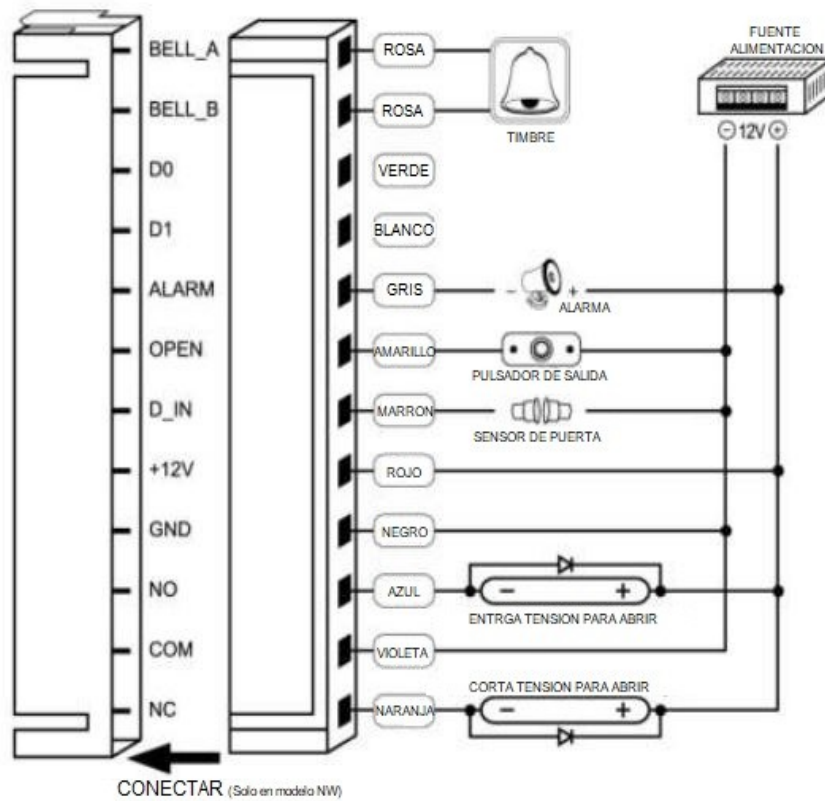 BELL_A
ROSA
FUENTE
ALIMENTACION
BELL_B
ROSA
TIMBRE
- 12V +
D0
VERDE
D1
BLANCO
ALARM
GRIS
- +
ALARMA
OPEN
AMARILLO
PULSADOR DE SALIDA
D_IN
MARRON
SENSOR DE PUERTA
+12V
ROJO
GND
NEGRO
NO
AZUL
- +
ENTRGA TENSION PARA ABRIR
COM
VIOLETA
CORTA TENSION PARA ABRIR
NC
NARANJA
- +
CONECTAR (Solo en modelo NW)